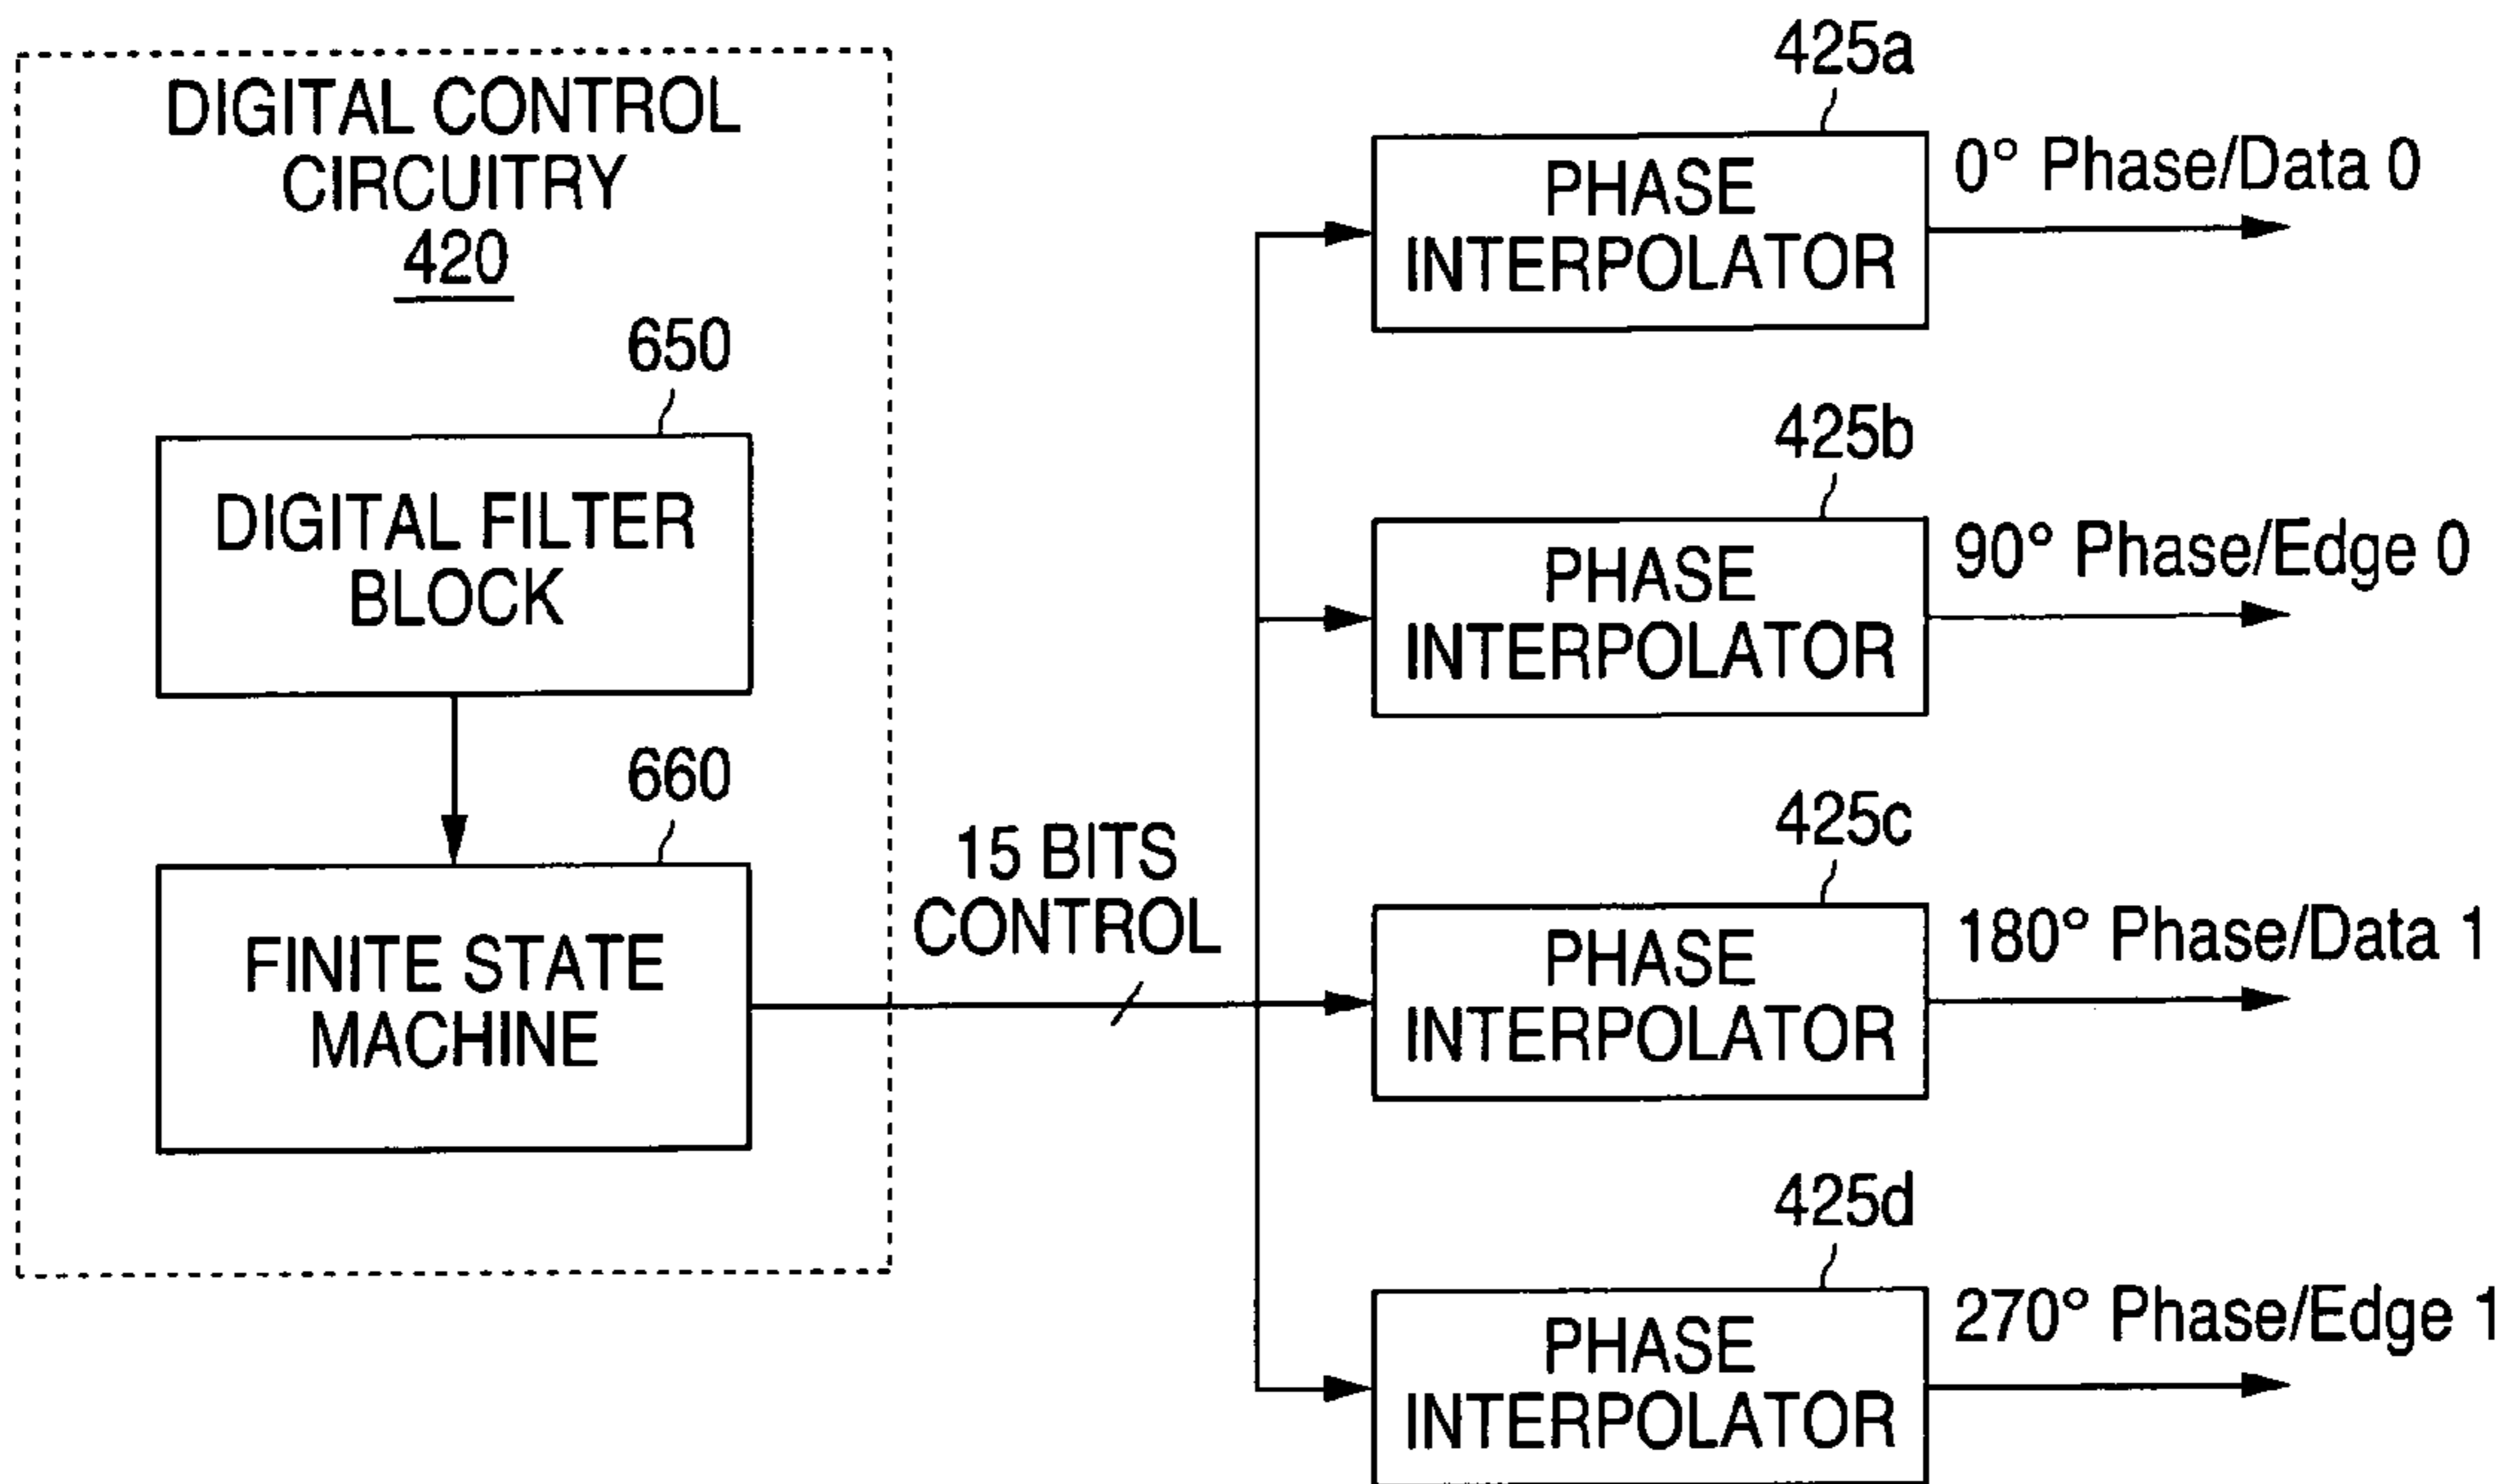 DIGITAL CONTROL
CIRCUITRY
420
650
DIGITAL FILTER
BLOCK
660
FINITE STATE
MACHINE
15 BITS
CONTROL
425a
PHASE
INTERPOLATOR
0° Phase/Data 0
425b
PHASE
INTERPOLATOR
90° Phase/Edge 0
425c
PHASE
INTERPOLATOR
180° Phase/Data 1
425d
PHASE
INTERPOLATOR
270° Phase/Edge 1